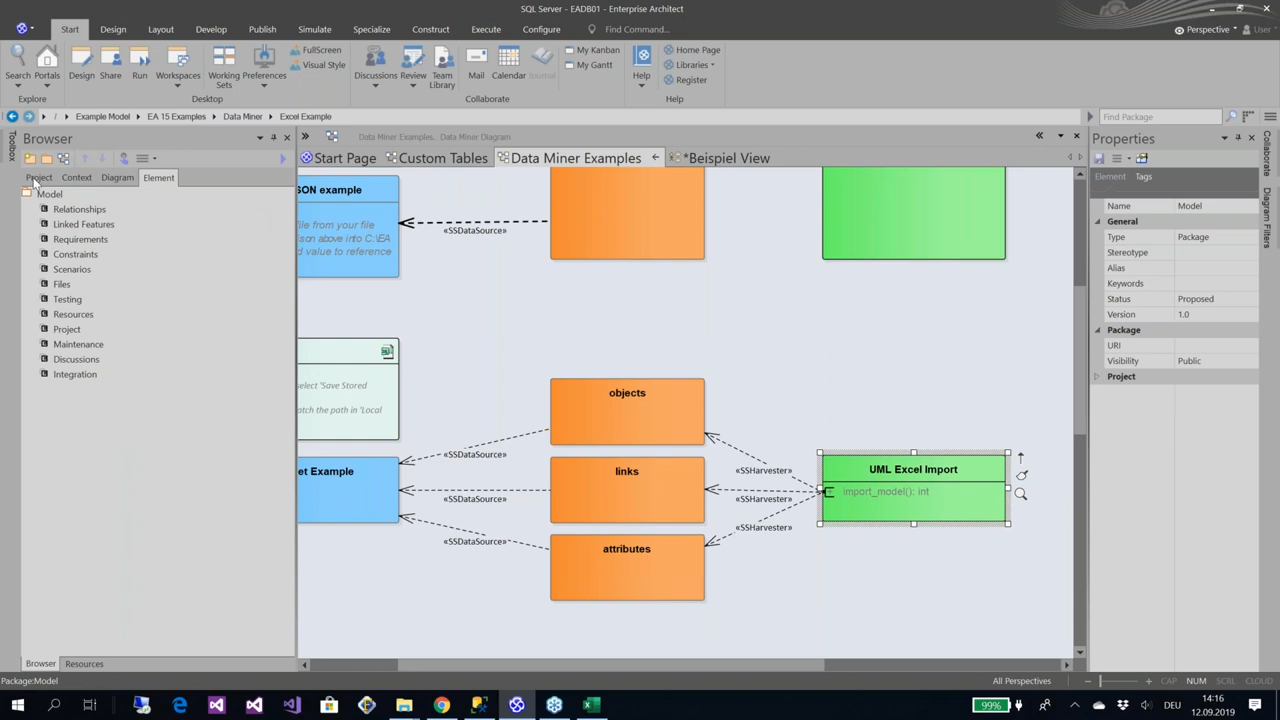 SQL Server - EADB01 - Enterprise Architect
Start Design Layout Develop Publish Simulate Specialize Construct Execute Configure Find Command... Perspective User
Search Portals Design Share Run Workspaces Working Sets Preferences FullScreen Visual Style Discussions Review Team Library Mail Calendar Journal My Kanban My Gantt Help Home Page Libraries Register
Explore Desktop Collaborate Help
/ Example Model EA 15 Examples Data Miner Excel Example Find Package
Toolbox
Browser
Project Context Diagram Element
Model
Relationships
Linked Features
Requirements
Constraints
Scenarios
Files
Testing
Resources
Project
Maintenance
Discussions
Integration
Browser Resources
Data Miner Examples. Data Miner Diagram
Start Page Custom Tables Data Miner Examples *Beispiel View
SON example
file from your file
ison above into C:\EA
d value to reference
«SSDataSource»
select 'Save Stored
atch the path in 'Local
et Example
objects
links
attributes
«SSDataSource»
«SSDataSource»
«SSDataSource»
«SSHarvester»
«SSHarvester»
«SSHarvester»
UML Excel Import
+ import_model(): int
Properties
Element Tags
Name Model
General
Type Package
Stereotype
Alias
Keywords
Status Proposed
Version 1.0
Package
URI
Visibility Public
Project
Collaborate
Diagram Filters
Package:Model All Perspectives CAP NUM SCRL CLOUD
99% DEU 14:16
12.09.2019